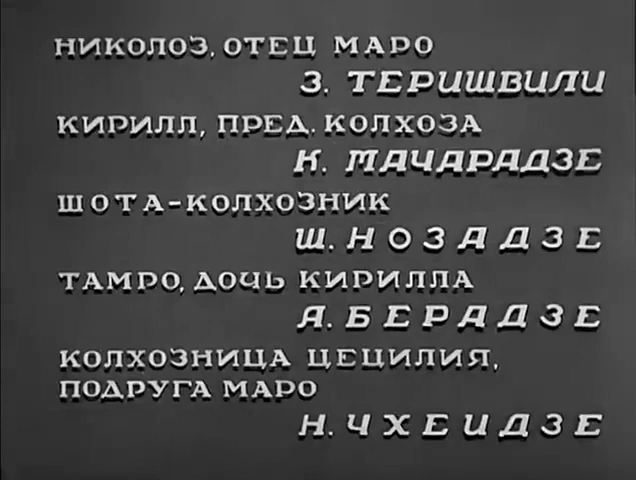 НИКОЛОЗ, ОТЕЦ МАРО
З. ТЕРИШВИЛИ
КИРИЛЛ, ПРЕД. КОЛХОЗА
К. МАЧАРАДЗЕ
ШОТА-КОЛХОЗНИК
Ш. НОЗАДЗЕ
ТАМРО, ДОЧЬ КИРИЛЛА
А. БЕРАДЗЕ
КОЛХОЗНИЦА ЦЕЦИЛИЯ,
ПОДРУГА МАРО
Н. ЧХЕИДЗЕ